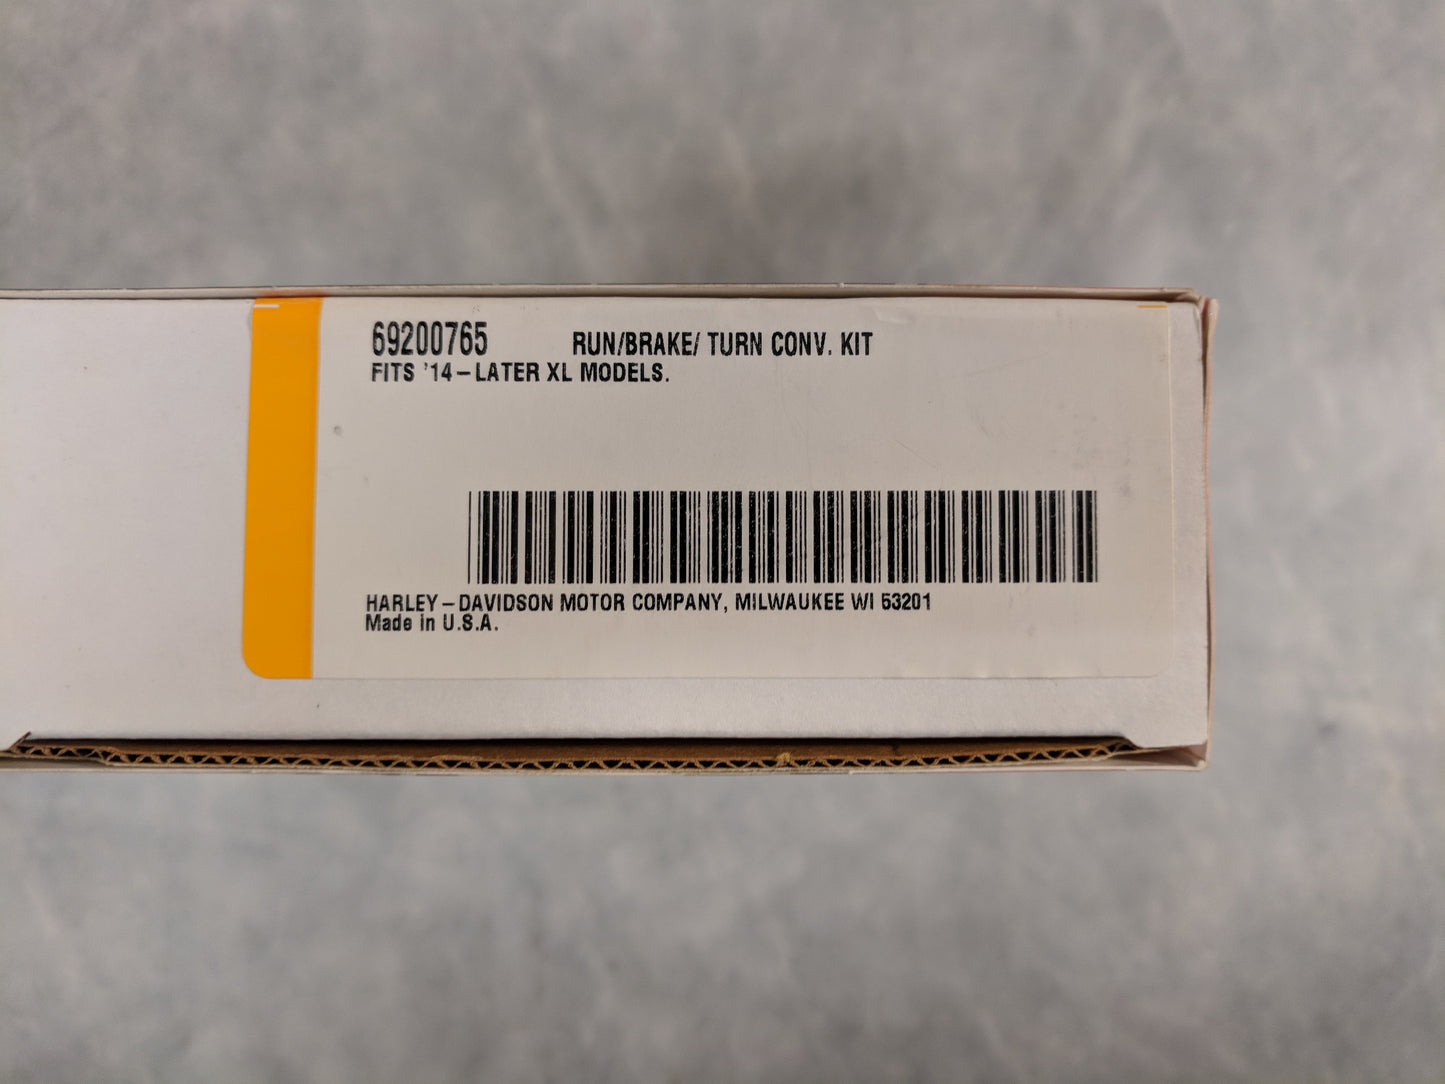 69200765 RUN/BRAKE/ TURN CONV. KIT
FITS '14-LATER XL MODELS.
HARLEY-DAVIDSON MOTOR COMPANY, MILWAUKEE WI 53201
Made in U.S.A.